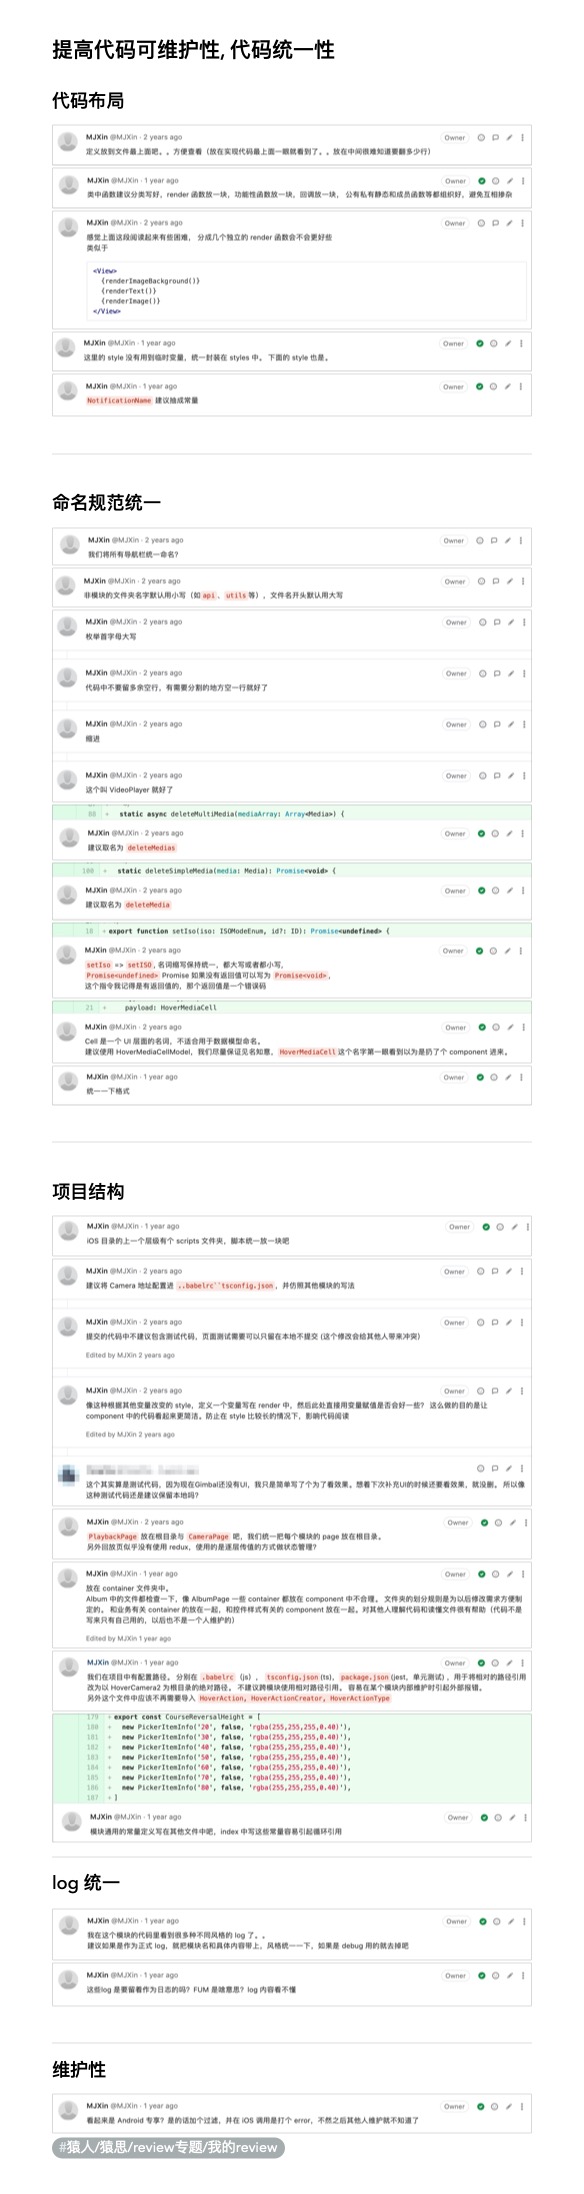 提高代码可维护性, 代码统一性
代码布局
MJXin @MJXin · 2 years ago Owner
定义放到文件最上面吧。。方便查看（放在实现代码最上面一眼就看到了。。放在中间很难知道要翻多少行）
MJXin @MJXin · 1 year ago Owner
类中函数建议分类写好，render 函数放一块，功能性函数放一块，回调放一块， 公有私有静态和成员函数等都组织好，避免互相掺杂
MJXin @MJXin · 2 years ago Owner
感觉上面这段阅读起来有些困难， 分成几个独立的 render 函数会不会更好些
类似于
<View>
{renderImageBackground()}
{renderText()}
{renderImage()}
</View>
MJXin @MJXin · 1 year ago Owner
这里的 style 没有用到临时变量，统一封装在 styles 中。 下面的 style 也是。
MJXin @MJXin · 1 year ago Owner
NotificationName 建议抽成常量
命名规范统一
MJXin @MJXin · 2 years ago Owner
我们将所有导航栏统一命名?
MJXin @MJXin · 2 years ago Owner
非模块的文件夹名字默认用小写（如 api 、 utils 等），文件名开头默认用大写
MJXin @MJXin · 2 years ago Owner
枚举首字母大写
MJXin @MJXin · 2 years ago Owner
代码中不要留多余空行，有需要分割的地方空一行就好了
MJXin @MJXin · 2 years ago Owner
缩进
MJXin @MJXin · 2 years ago Owner
这个叫 VideoPlayer 就好了
88 + static async deleteMultiMedia(mediaArray: Array<Media>) {
MJXin @MJXin · 2 years ago Owner
建议取名为 deleteMedias
100 + static deleteSimpleMedia(media: Media): Promise<void> {
MJXin @MJXin · 2 years ago Owner
建议取名为 deleteMedia
18 + export function setIso(iso: ISOModeEnum, id?: ID): Promise<undefined> {
MJXin @MJXin · 2 years ago Owner
setIso => setISO , 名词缩写保持统一，都大写或者都小写，
Promise<undefined> Promise 如果没有返回值可以写为 Promise<void> ，
这个指令我记得是有返回值的，那个返回值是一个错误码
21 + payload: HoverMediaCell
MJXin @MJXin · 2 years ago Owner
Cell 是一个 UI 层面的名词，不适合用于数据模型命名。
建议使用 HoverMediaCellModel，我们尽量保证见名知意， HoverMediaCell 这个名字第一眼看到以为是扔了个 component 进来。
MJXin @MJXin · 1 year ago Owner
统一一下格式
项目结构
MJXin @MJXin · 1 year ago Owner
iOS 目录的上一个层级有个 scripts 文件夹，脚本统一放一块吧
MJXin @MJXin · 2 years ago Owner
建议将 Camera 地址配置进 ..babelrc``tsconfig.json ，并仿照其他模块的写法
MJXin @MJXin · 2 years ago Owner
提交的代码中不建议包含测试代码，页面测试需要可以只留在本地不提交 (这个修改会给其他人带来冲突)
Edited by MJXin 2 years ago
MJXin @MJXin · 2 years ago Owner
像这种根据其他变量改变的 style，定义一个变量写在 render 中，然后此处直接用变量赋值是否会好一些？ 这么做的目的是让
component 中的代码看起来更简洁。防止在 style 比较长的情况下，影响代码阅读
Edited by MJXin 2 years ago
这个其实算是测试代码，因为现在Gimbal还没有UI，我只是简单写了个为了看效果。想着下次补充UI的时候还要看效果，就没删。 所以像
这种测试代码还是建议保留本地吗?
MJXin @MJXin · 2 years ago Owner
PlaybackPage 放在根目录与 CameraPage 吧，我们统一把每个模块的 page 放在根目录。
另外回放页似乎没有使用 redux，使用的是逐层传值的方式做状态管理?
MJXin @MJXin · 1 year ago Owner
放在 container 文件夹中。
Album 中的文件都检查一下，像 AlbumPage 一些 container 都放在 component 中不合理。 文件夹的划分规则是为以后修改需求方便制
定的。 和业务有关 container 的放在一起，和控件样式有关的 component 放在一起。对其他人理解代码和读懂文件很有帮助（代码不是
写来只有自己用的，以后也不是一个人维护的）
Edited by MJXin 1 year ago
MJXin @MJXin · 1 year ago Owner
我们在项目中有配置路径。 分别在 .babelrc （js）， tsconfig.json (ts)， package.json (jest，单元测试) ，用于将相对的路径引用
改为以 HoverCamera2 为根目录的绝对路径。 不建议跨模块使用相对路径引用。 容易在某个模块内部维护时引起外部报错。
另外这个文件中应该不再需要导入 HoverAction, HoverActionCreator, HoverActionType
179 + export const CourseReversalHeight = [
180 + new PickerItemInfo('20', false, 'rgba(255,255,255,0.40)'),
181 + new PickerItemInfo('30', false, 'rgba(255,255,255,0.40)'),
182 + new PickerItemInfo('40', false, 'rgba(255,255,255,0.40)'),
183 + new PickerItemInfo('50', false, 'rgba(255,255,255,0.40)'),
184 + new PickerItemInfo('60', false, 'rgba(255,255,255,0.40)'),
185 + new PickerItemInfo('70', false, 'rgba(255,255,255,0.40)'),
186 + new PickerItemInfo('80', false, 'rgba(255,255,255,0.40)'),
187 + ]
MJXin @MJXin · 1 year ago Owner
模块通用的常量定义写在其他文件中吧，index 中写这些常量容易引起循环引用
log 统一
MJXin @MJXin · 1 year ago Owner
我在这个模块的代码里看到很多种不同风格的 log 了。。
建议如果是作为正式 log，就把模块名和具体内容带上，风格统一一下，如果是 debug 用的就去掉吧
MJXin @MJXin · 1 year ago Owner
这些log 是要留着作为日志的吗？ FUM 是啥意思？ log 内容看不懂
维护性
MJXin @MJXin · 1 year ago Owner
看起来是 Android 专享？是的话加个过滤，并在 iOS 调用是打个 error，不然之后其他人维护就不知道了
#猿人/猿思/review专题/我的review